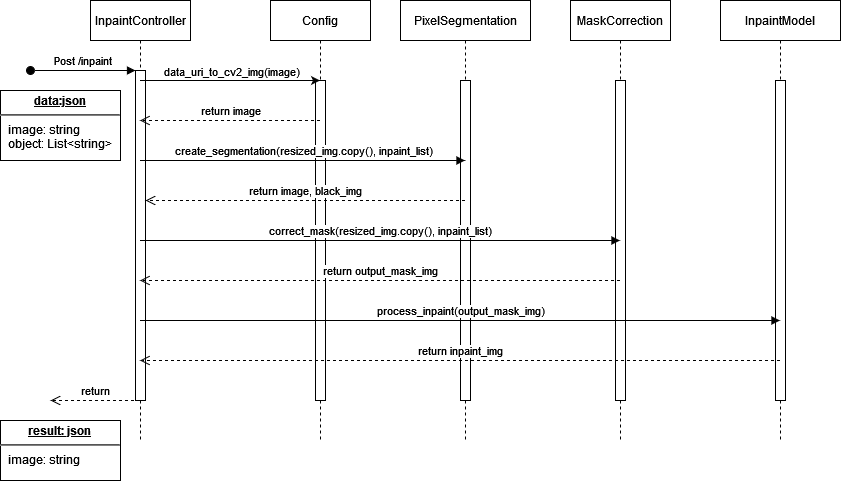 InpaintController
Config
PixelSegmentation
MaskCorrection
InpaintModel
Post /inpaint
data_uri_to_cv2_img(image)
data:json
image: string
object: List<string>
return image
create_segmentation(resized_img.copy(), inpaint_list)
return image, black_img
correct_mask(resized_img.copy(), inpaint_list)
return output_mask_img
process_inpaint(output_mask_img)
return inpaint_img
return
result: json
image: string